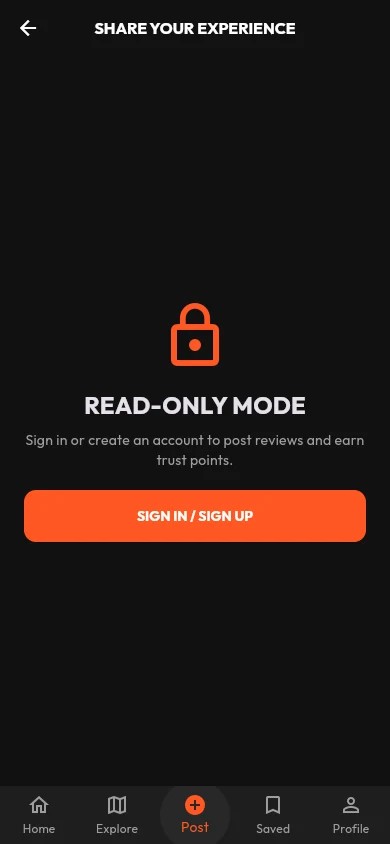 SHARE YOUR EXPERIENCE
READ-ONLY MODE
Sign in or create an account to post reviews and earn
trust points.
SIGN IN / SIGN UP
Home
Explore
Post
Saved
Profile